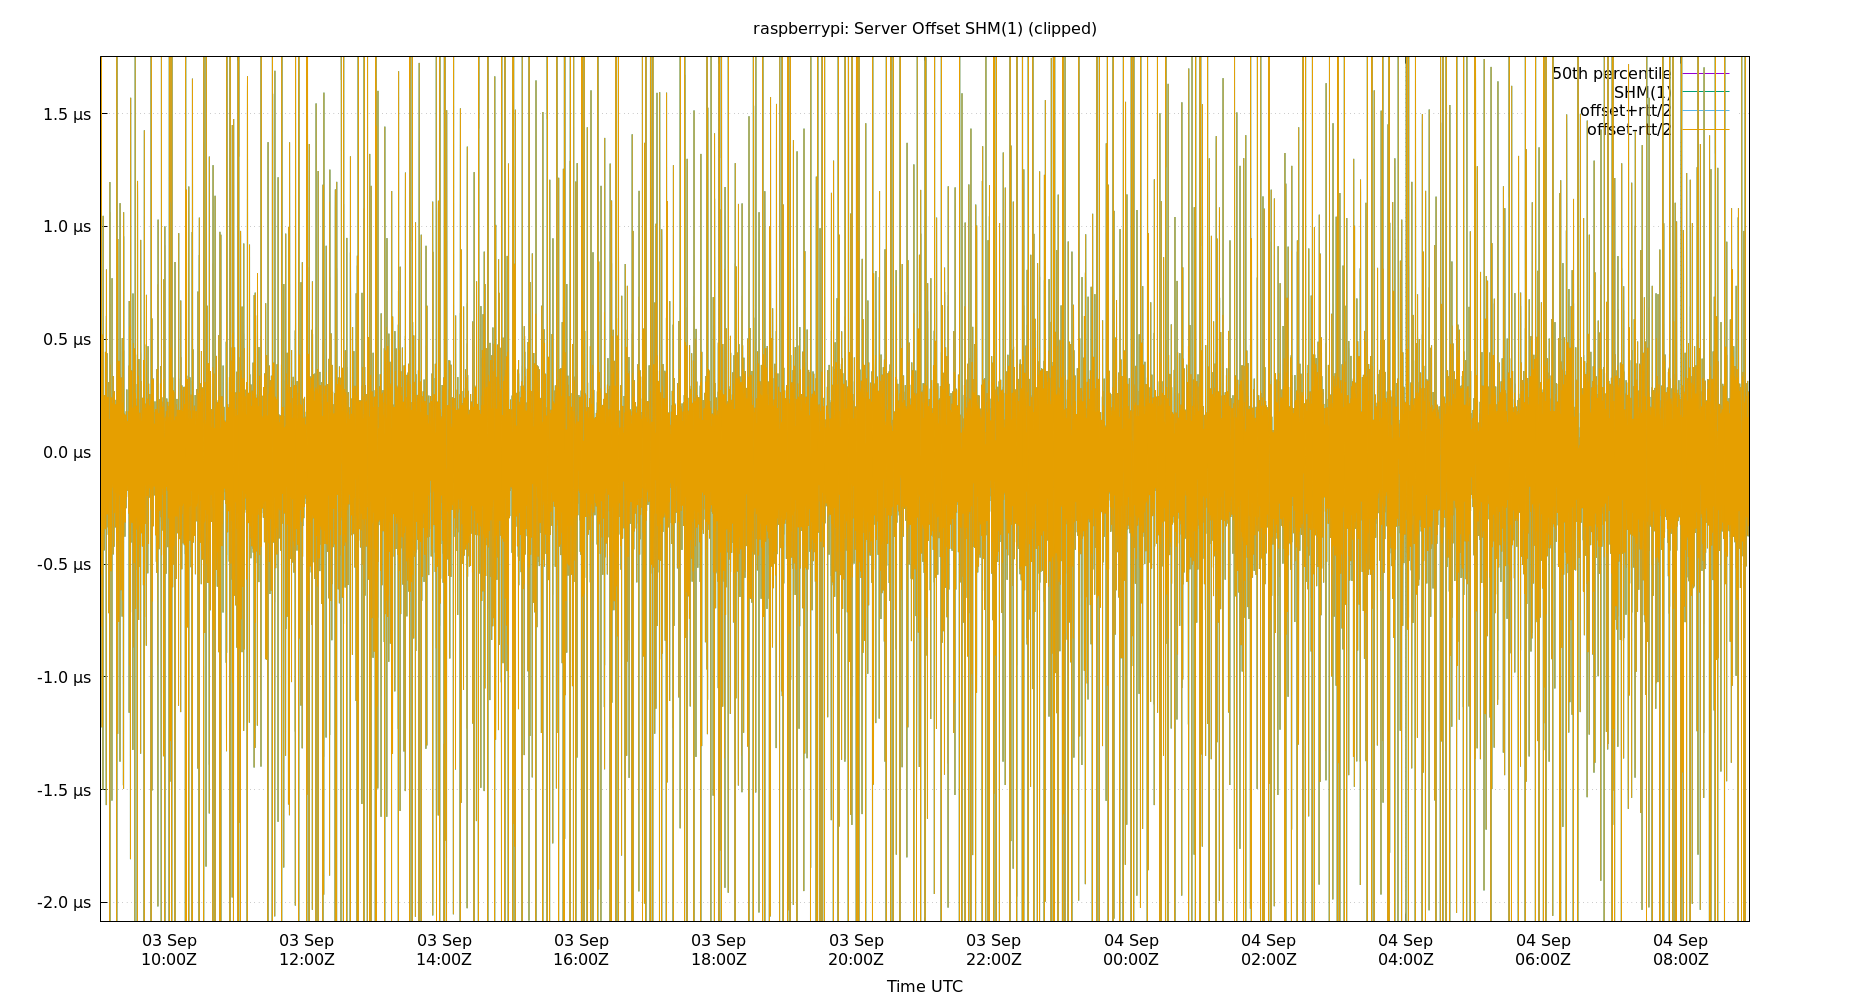 raspberrypi: Server Offset SHM(1) (clipped)
50th percentile
SHM(1)
offset+rtt/2
offset-rtt/2
1.5 µs
1.0 µs
0.5 µs
0.0 µs
-0.5 µs
-1.0 µs
-1.5 µs
-2.0 µs
03 Sep 03 Sep 03 Sep 03 Sep 03 Sep 03 Sep 03 Sep 04 Sep 04 Sep 04 Sep 04 Sep 04 Sep
10:00Z 12:00Z 14:00Z 16:00Z 18:00Z 20:00Z 22:00Z 00:00Z 02:00Z 04:00Z 06:00Z 08:00Z
Time UTC